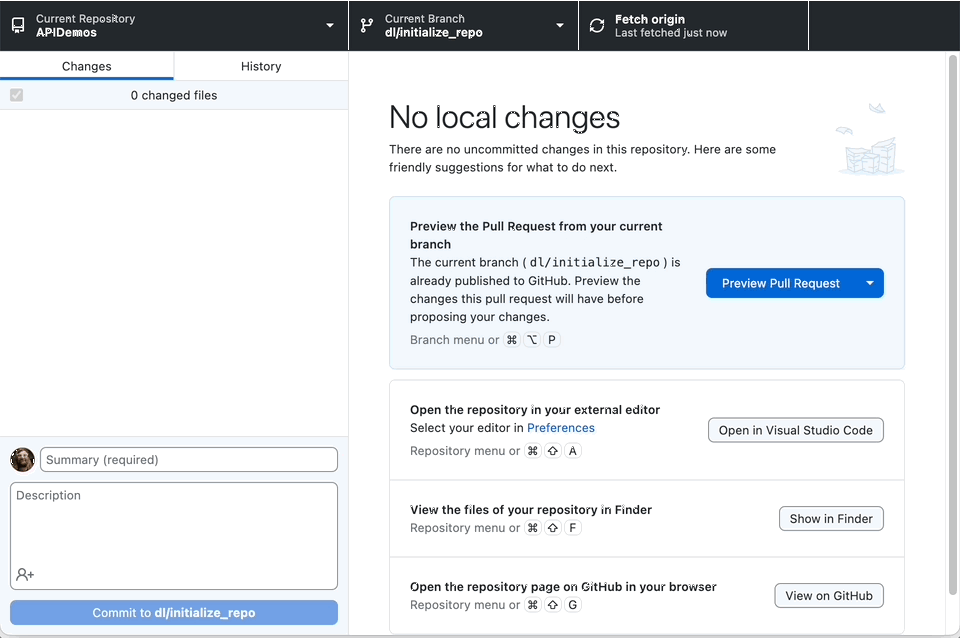 Current Repository
APIDemos
Current Branch
dl/initialize_repo
Fetch origin
Last fetched just now
Changes
History
0 changed files
No local changes
There are no uncommitted changes in this repository. Here are some
friendly suggestions for what to do next.
Preview the Pull Request from your current
branch
The current branch ( dl/initialize_repo ) is
already published to GitHub. Preview the
changes this pull request will have before
proposing your changes.
Branch menu or ⌘ ⌥ P
Preview Pull Request
Open the repository in your external editor
Select your editor in Preferences
Repository menu or ⌘ ⇧ A
Open in Visual Studio Code
View the files of your repository in Finder
Repository menu or ⌘ ⇧ F
Show in Finder
Open the repository page on GitHub in your browser
Repository menu or ⌘ ⇧ G
View on GitHub
Summary (required)
Description
Commit to dl/initialize_repo